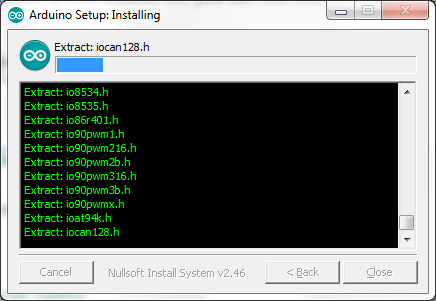 Arduino Setup: Installing
Extract: iocan128.h
Extract: io8534.h
Extract: io8535.h
Extract: io86r401.h
Extract: io90pwm1.h
Extract: io90pwm216.h
Extract: io90pwm2b.h
Extract: io90pwm316.h
Extract: io90pwm3b.h
Extract: io90pwmx.h
Extract: ioat94k.h
Extract: iocan128.h
Cancel Nullsoft Install System v2.46 < Back Close